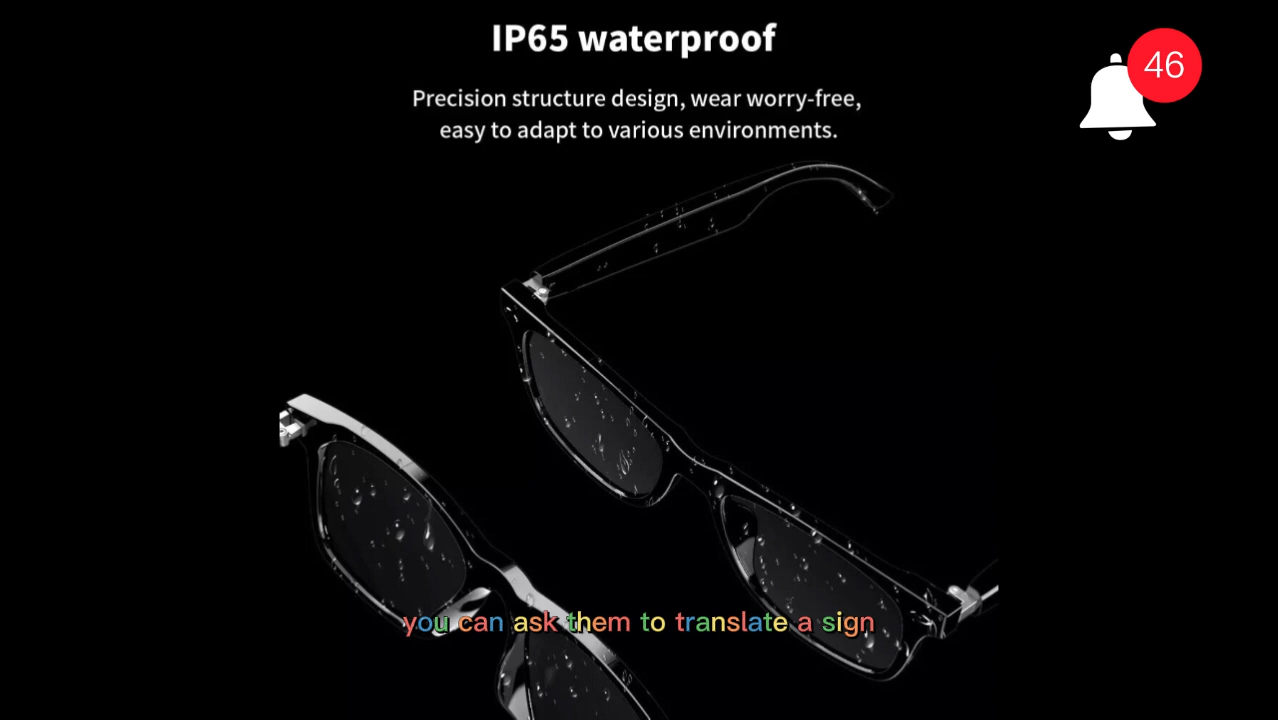 IP65 waterproof
46
Precision structure design, wear worry-free,
easy to adapt to various environments.
you can ask them to translate a sign